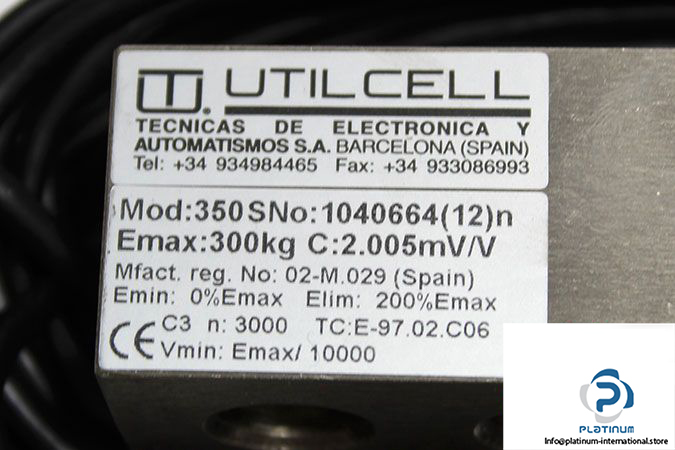 UTILCELL
TECNICAS DE ELECTRONICA Y
AUTOMATISMOS S.A. BARCELONA (SPAIN)
Tel: +34 934984465 Fax: +34 933086993
Mod:350 SNo:1040664(12)n
Emax:300kg C:2.005mV/V
Mfact. reg. No: 02-M.029 (Spain)
Emin: 0%Emax Elim: 200%Emax
CE C3 n: 3000 TC:E-97.02.C06
Vmin: Emax/ 10000
PLATINUM
Info@platinum-international.store